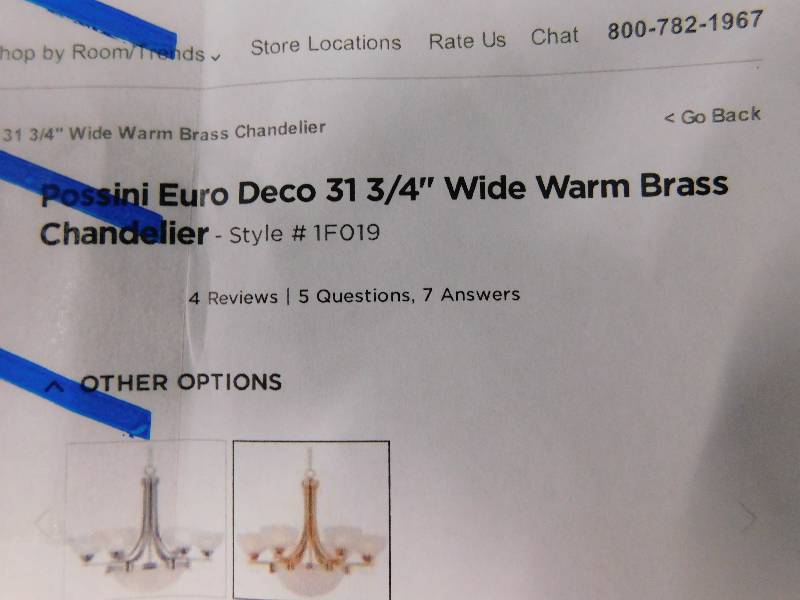 hop by Room/Trends Store Locations Rate Us Chat 800-782-1967
31 3/4" Wide Warm Brass Chandelier
< Go Back
Possini Euro Deco 31 3/4" Wide Warm Brass
Chandelier - Style # 1F019
4 Reviews | 5 Questions, 7 Answers
OTHER OPTIONS